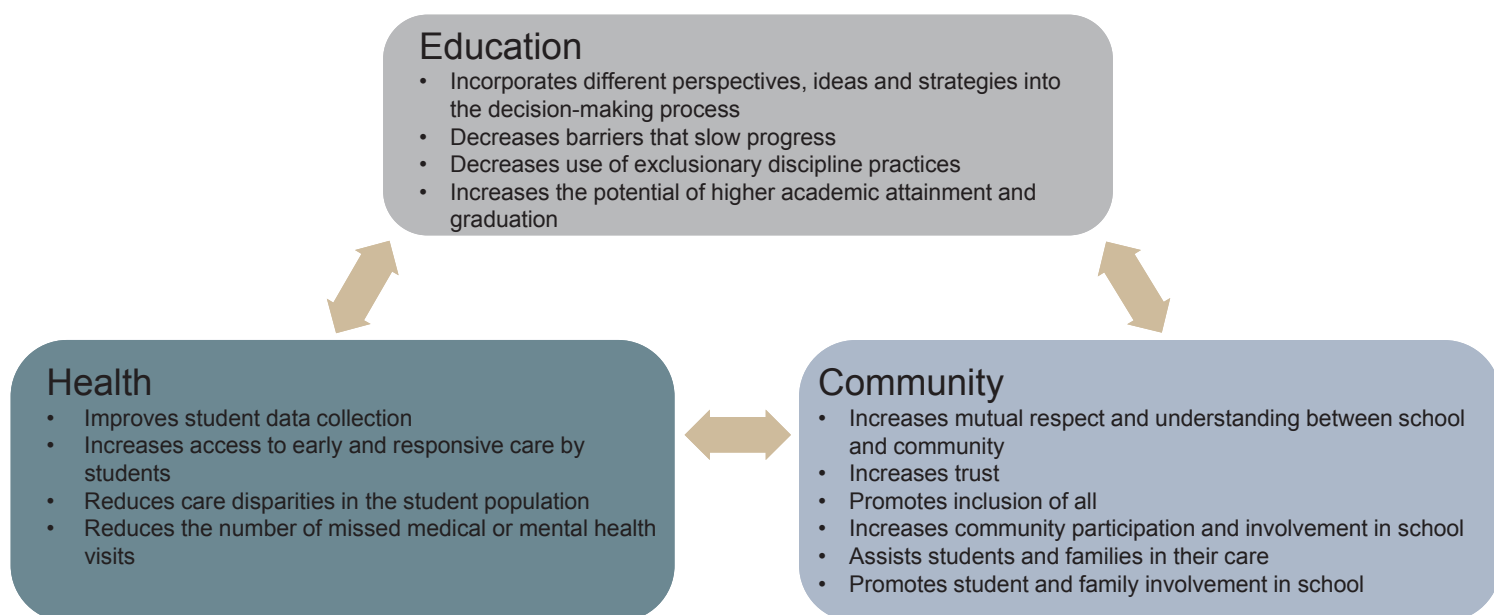 Education
• Incorporates different perspectives, ideas and strategies into
the decision-making process
• Decreases barriers that slow progress
• Decreases use of exclusionary discipline practices
• Increases the potential of higher academic attainment and
graduation
Health
• Improves student data collection
• Increases access to early and responsive care by
students
• Reduces care disparities in the student population
• Reduces the number of missed medical or mental health
visits
Community
• Increases mutual respect and understanding between school
and community
• Increases trust
• Promotes inclusion of all
• Increases community participation and involvement in school
• Assists students and families in their care
• Promotes student and family involvement in school